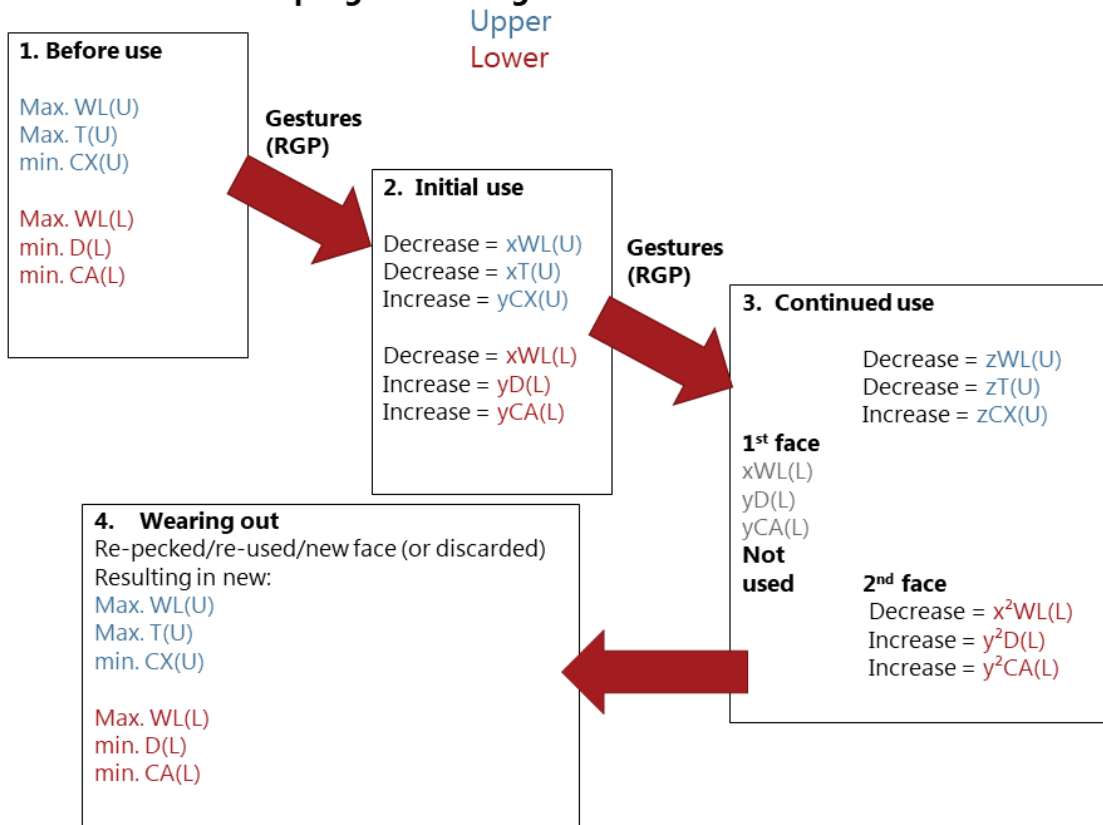 Upper
Lower
1. Before use
Max. WL(U)
Max. T(U)
min. CX(U)
Max. WL(L)
min. D(L)
min. CA(L)
Gestures
(RGP)
2. Initial use
Decrease = xWL(U)
Decrease = xT(U)
Increase = yCX(U)
Decrease = xWL(L)
Increase = yD(L)
Increase = yCA(L)
Gestures
(RGP)
3. Continued use
Decrease = zWL(U)
Decrease = zT(U)
Increase = zCX(U)
1st face
xWL(L)
yD(L)
yCA(L)
Not
used
2nd face
Decrease = x²WL(L)
Increase = y²D(L)
Increase = y²CA(L)
4. Wearing out
Re-pecked/re-used/new face (or discarded)
Resulting in new:
Max. WL(U)
Max. T(U)
min. CX(U)
Max. WL(L)
min. D(L)
min. CA(L)